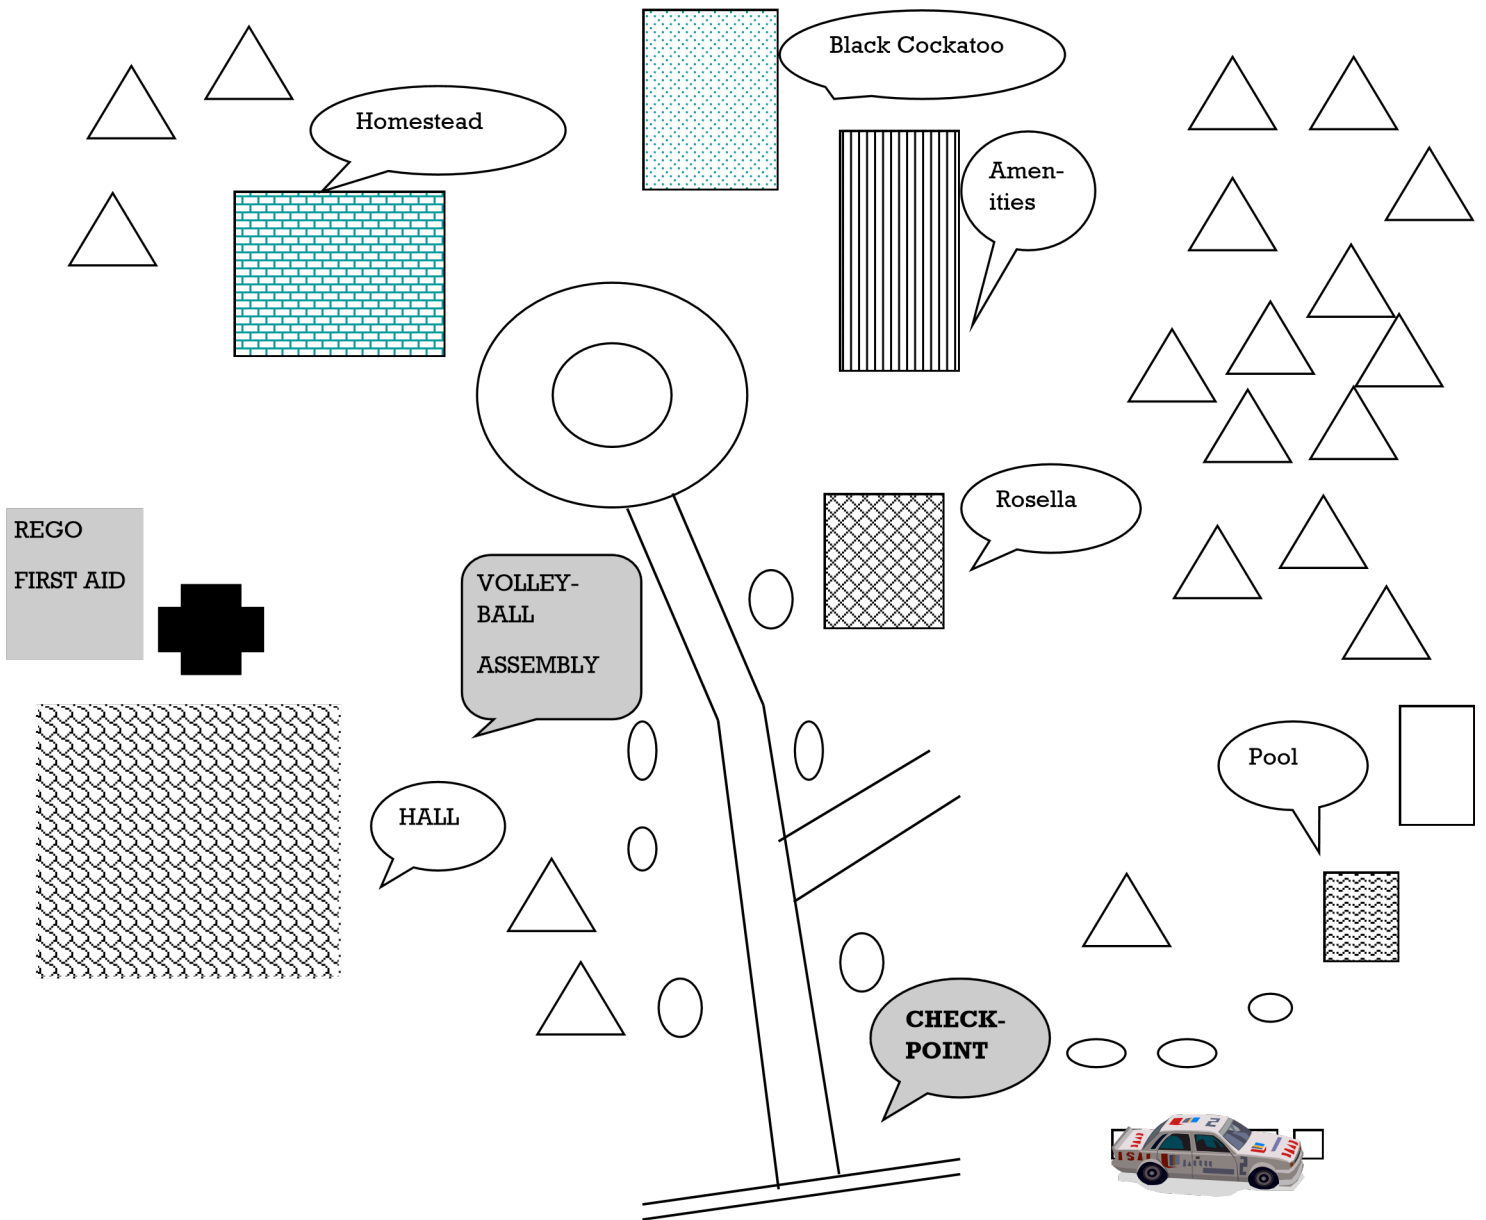 Black Cockatoo
Homestead
Amen-
ities
Rosella
REGO
FIRST AID
VOLLEY-
BALL
ASSEMBLY
Pool
HALL
CHECK-
POINT